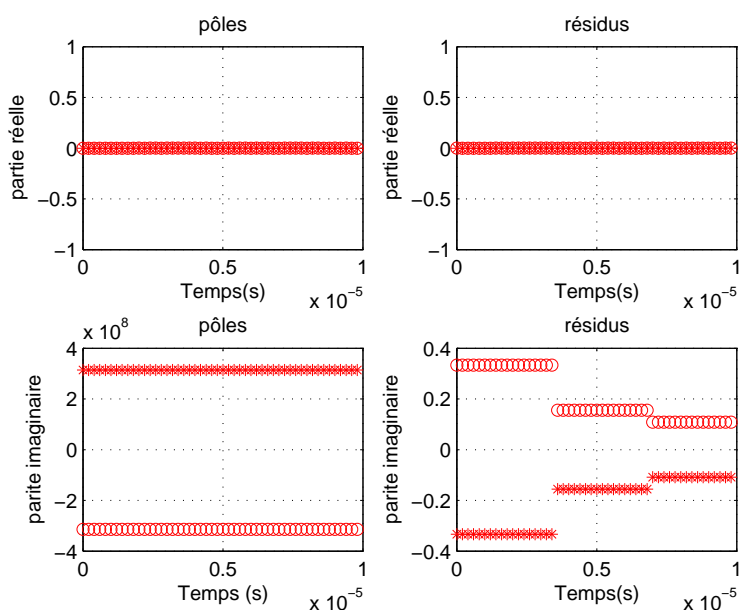 pôles
1
0.5
0
−0.5
−1
partie réelle
0 0.5 1
Temps(s)
x 10⁻⁵
résidus
1
0.5
0
−0.5
−1
partie réelle
0 0.5 1
Temps(s)
x 10⁻⁵
pôles
x 10⁸
4
2
0
−2
−4
parite imaginaire
0 0.5 1
Temps (s)
x 10⁻⁵
résidus
0.4
0.2
0
−0.2
−0.4
parite imaginaire
0 0.5 1
Temps(s)
x 10⁻⁵